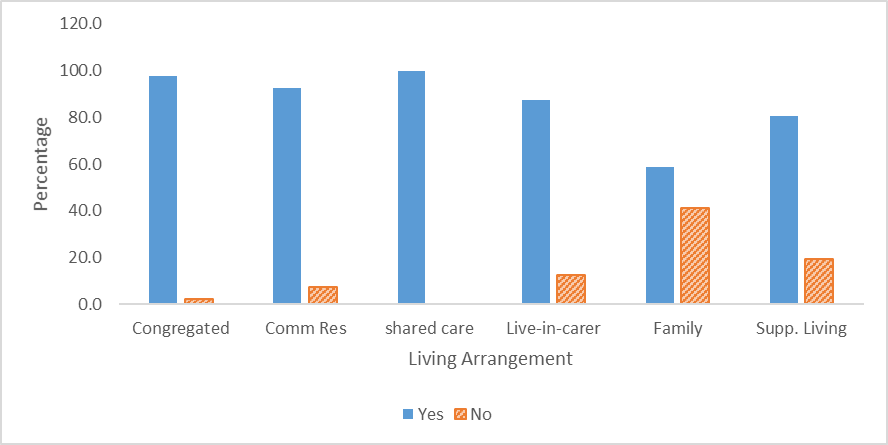 120.0
100.0
80.0
60.0
40.0
20.0
0.0
Percentage
Congregated Comm Res shared care Live-in-carer Family Supp. Living
Living Arrangement
Yes No